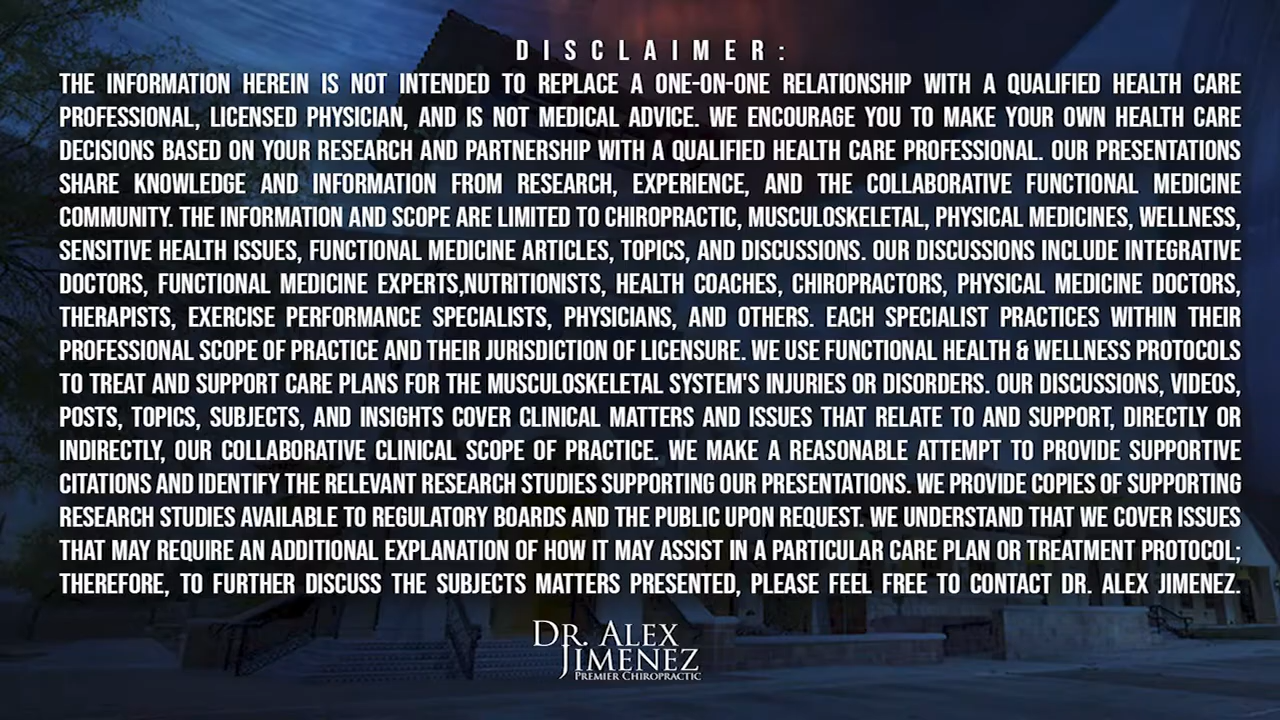 DISCLAIMER:
THE INFORMATION HEREIN IS NOT INTENDED TO REPLACE A ONE-ON-ONE RELATIONSHIP WITH A QUALIFIED HEALTH CARE
PROFESSIONAL, LICENSED PHYSICIAN, AND IS NOT MEDICAL ADVICE. WE ENCOURAGE YOU TO MAKE YOUR OWN HEALTH CARE
DECISIONS BASED ON YOUR RESEARCH AND PARTNERSHIP WITH A QUALIFIED HEALTH CARE PROFESSIONAL. OUR PRESENTATIONS
SHARE KNOWLEDGE AND INFORMATION FROM RESEARCH, EXPERIENCE, AND THE COLLABORATIVE FUNCTIONAL MEDICINE
COMMUNITY. THE INFORMATION AND SCOPE ARE LIMITED TO CHIROPRACTIC, MUSCULOSKELETAL, PHYSICAL MEDICINES, WELLNESS,
SENSITIVE HEALTH ISSUES, FUNCTIONAL MEDICINE ARTICLES, TOPICS, AND DISCUSSIONS. OUR DISCUSSIONS INCLUDE INTEGRATIVE
DOCTORS, FUNCTIONAL MEDICINE EXPERTS,NUTRITIONISTS, HEALTH COACHES, CHIROPRACTORS, PHYSICAL MEDICINE DOCTORS,
THERAPISTS, EXERCISE PERFORMANCE SPECIALISTS, PHYSICIANS, AND OTHERS. EACH SPECIALIST PRACTICES WITHIN THEIR
PROFESSIONAL SCOPE OF PRACTICE AND THEIR JURISDICTION OF LICENSURE. WE USE FUNCTIONAL HEALTH & WELLNESS PROTOCOLS
TO TREAT AND SUPPORT CARE PLANS FOR THE MUSCULOSKELETAL SYSTEM'S INJURIES OR DISORDERS. OUR DISCUSSIONS, VIDEOS,
POSTS, TOPICS, SUBJECTS, AND INSIGHTS COVER CLINICAL MATTERS AND ISSUES THAT RELATE TO AND SUPPORT, DIRECTLY OR
INDIRECTLY, OUR COLLABORATIVE CLINICAL SCOPE OF PRACTICE. WE MAKE A REASONABLE ATTEMPT TO PROVIDE SUPPORTIVE
CITATIONS AND IDENTIFY THE RELEVANT RESEARCH STUDIES SUPPORTING OUR PRESENTATIONS. WE PROVIDE COPIES OF SUPPORTING
RESEARCH STUDIES AVAILABLE TO REGULATORY BOARDS AND THE PUBLIC UPON REQUEST. WE UNDERSTAND THAT WE COVER ISSUES
THAT MAY REQUIRE AN ADDITIONAL EXPLANATION OF HOW IT MAY ASSIST IN A PARTICULAR CARE PLAN OR TREATMENT PROTOCOL;
THEREFORE, TO FURTHER DISCUSS THE SUBJECTS MATTERS PRESENTED, PLEASE FEEL FREE TO CONTACT DR. ALEX JIMENEZ.
DR. ALEX
JIMENEZ
PREMIER CHIROPRACTIC